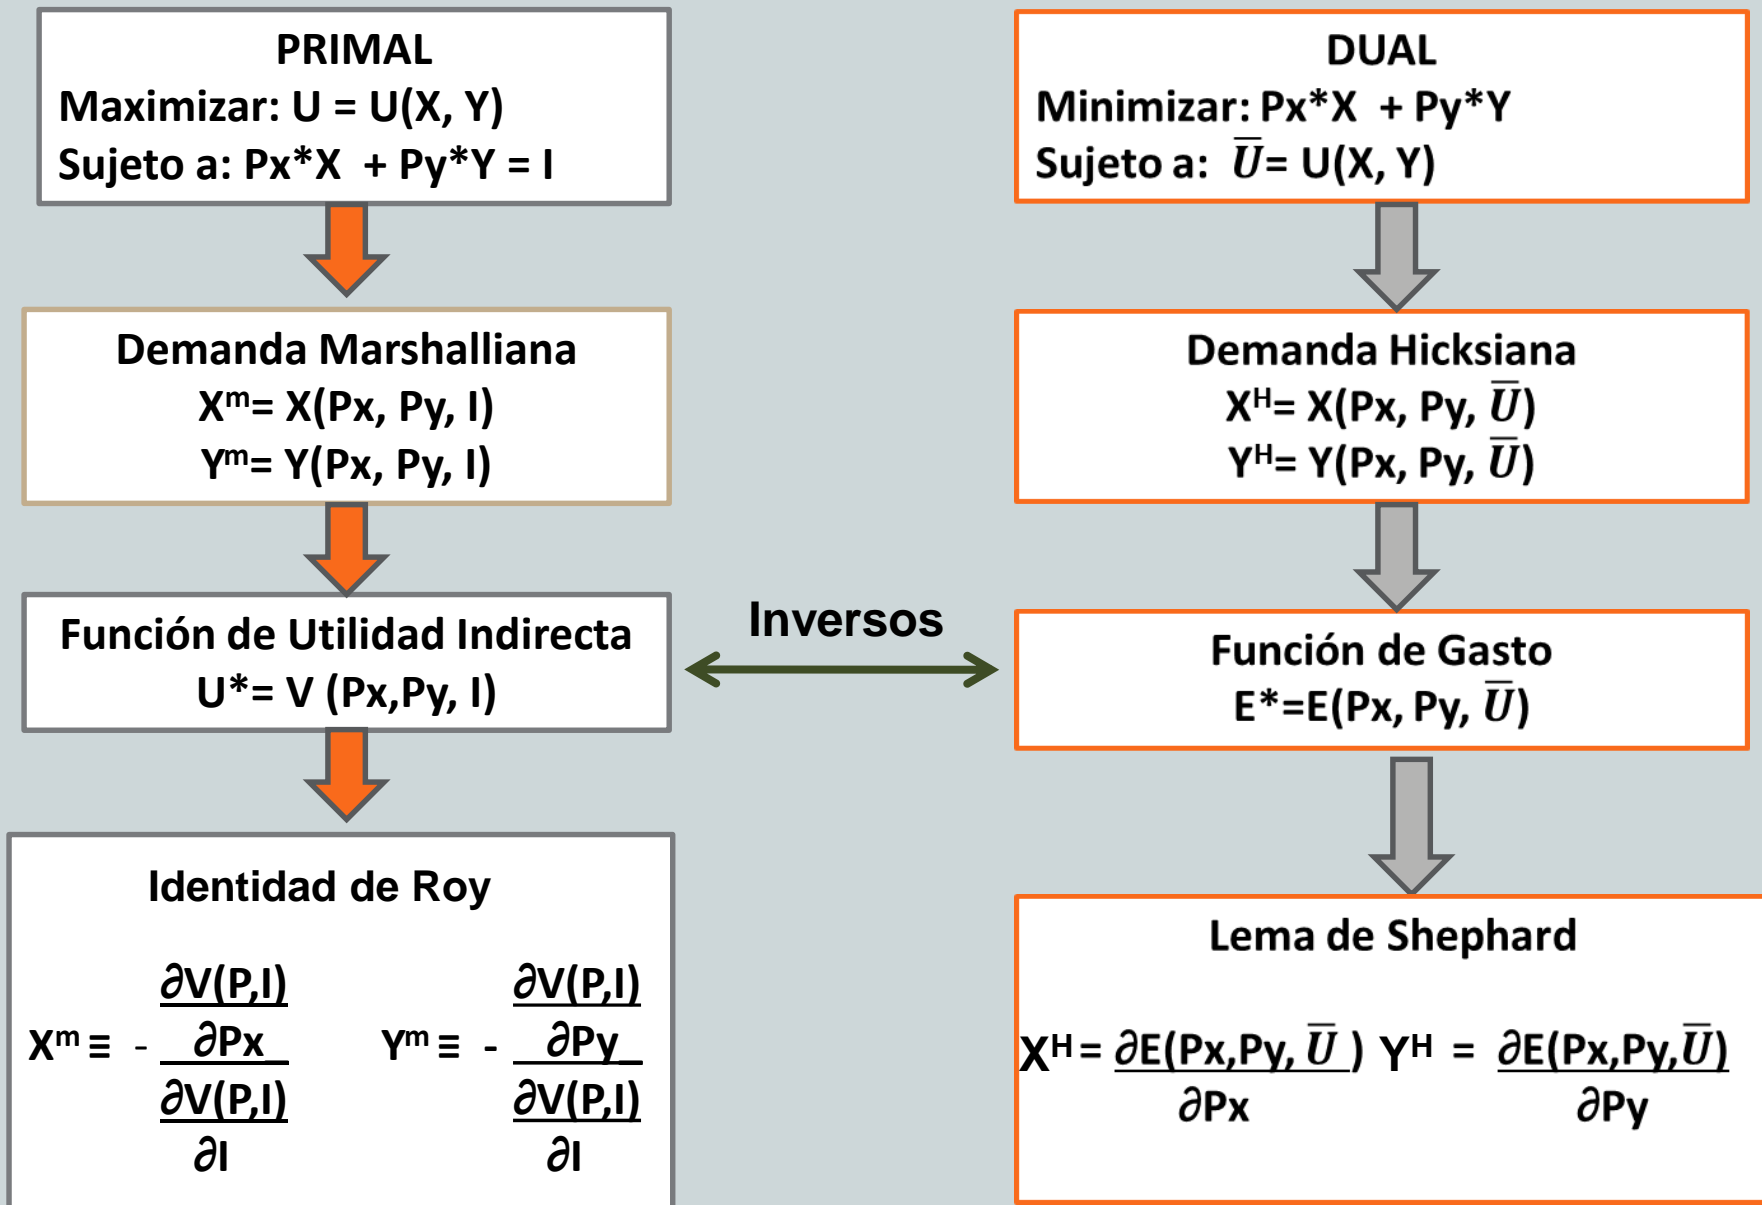 PRIMAL
Maximizar: U = U(X, Y)
Sujeto a: Px*X + Py*Y = I
Demanda Marshalliana
Xᵐ= X(Px, Py, I)
Yᵐ= Y(Px, Py, I)
Función de Utilidad Indirecta
U*= V (Px,Py, I)
Identidad de Roy
∂V(P,I) ∂V(P,I)
Xᵐ ≡ - ∂Px_ Yᵐ ≡ - ∂Py_
∂V(P,I) ∂V(P,I)
∂I ∂I
Inversos
DUAL
Minimizar: Px*X + Py*Y
Sujeto a: U̅= U(X, Y)
Demanda Hicksiana
Xᴴ= X(Px, Py, U̅)
Yᴴ= Y(Px, Py, U̅)
Función de Gasto
E*=E(Px, Py, U̅)
Lema de Shephard
Xᴴ = ∂E(Px,Py, U̅ ) Yᴴ = ∂E(Px,Py,U̅)
∂Px ∂Py